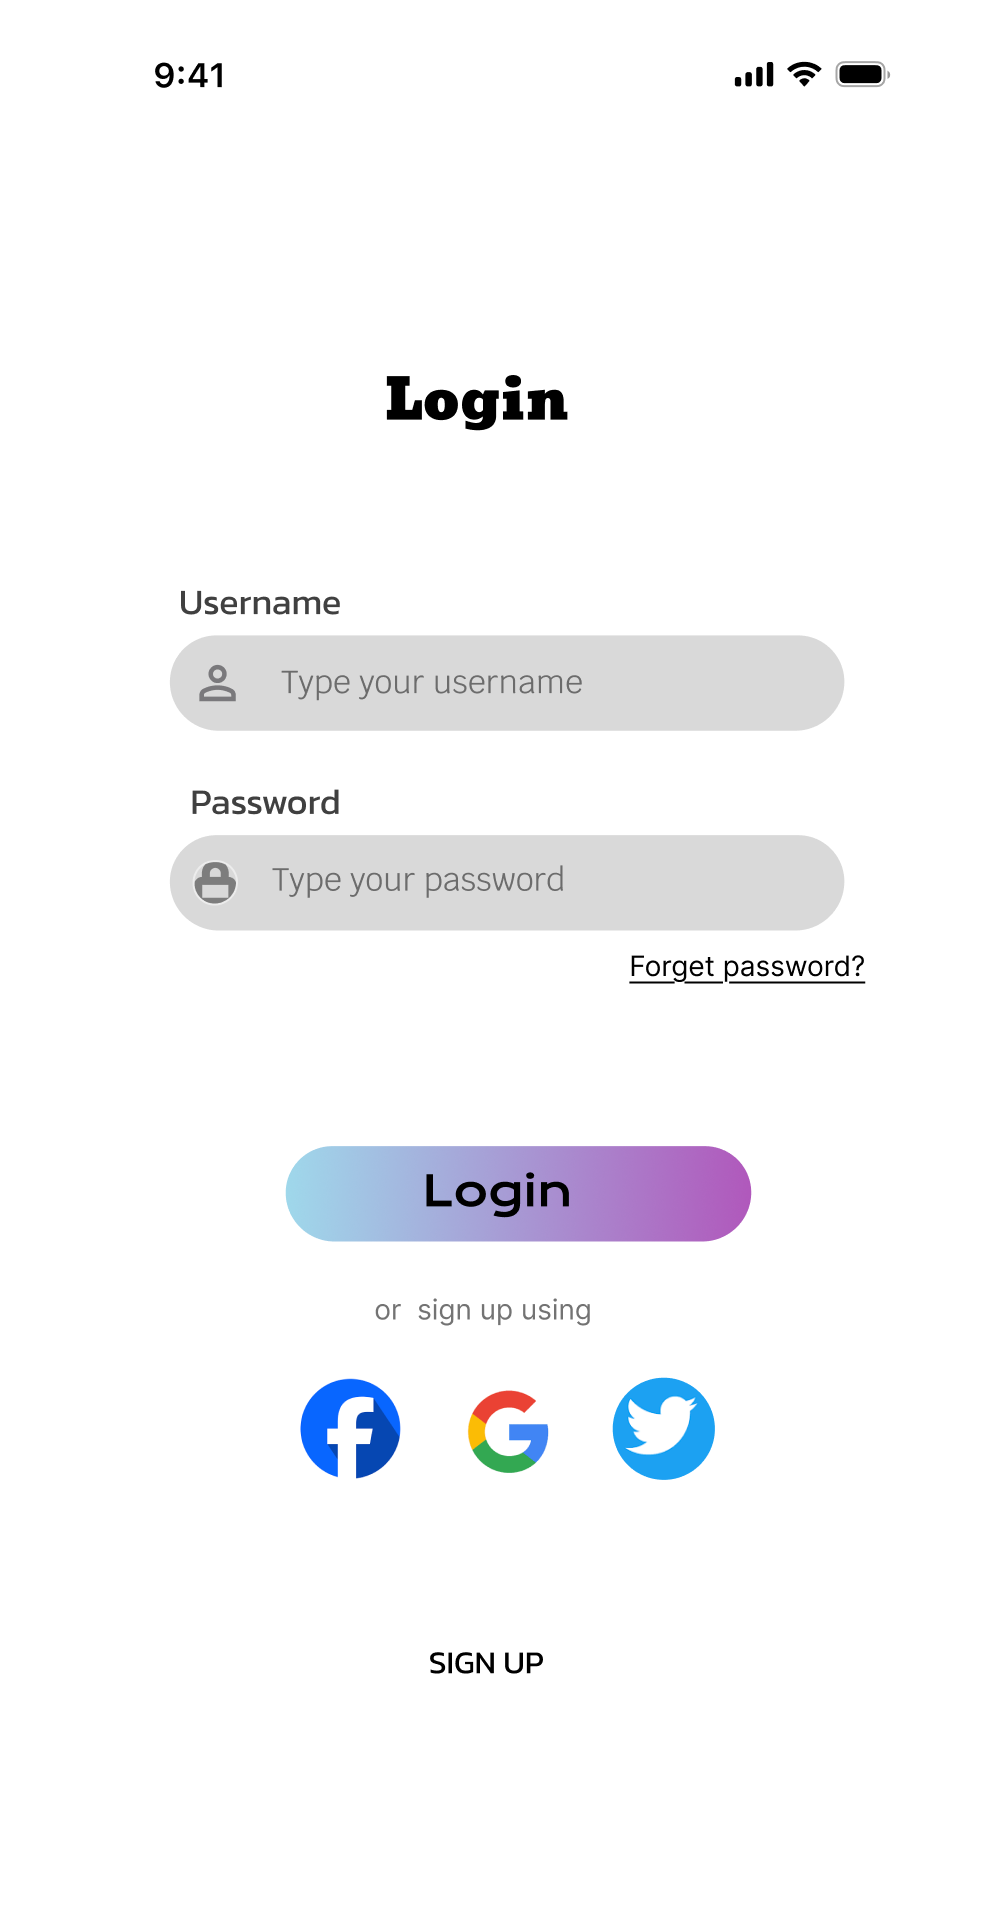 9:41
Login
Username
Type your username
Password
Type your password
Forget password?
Login
or sign up using
SIGN UP